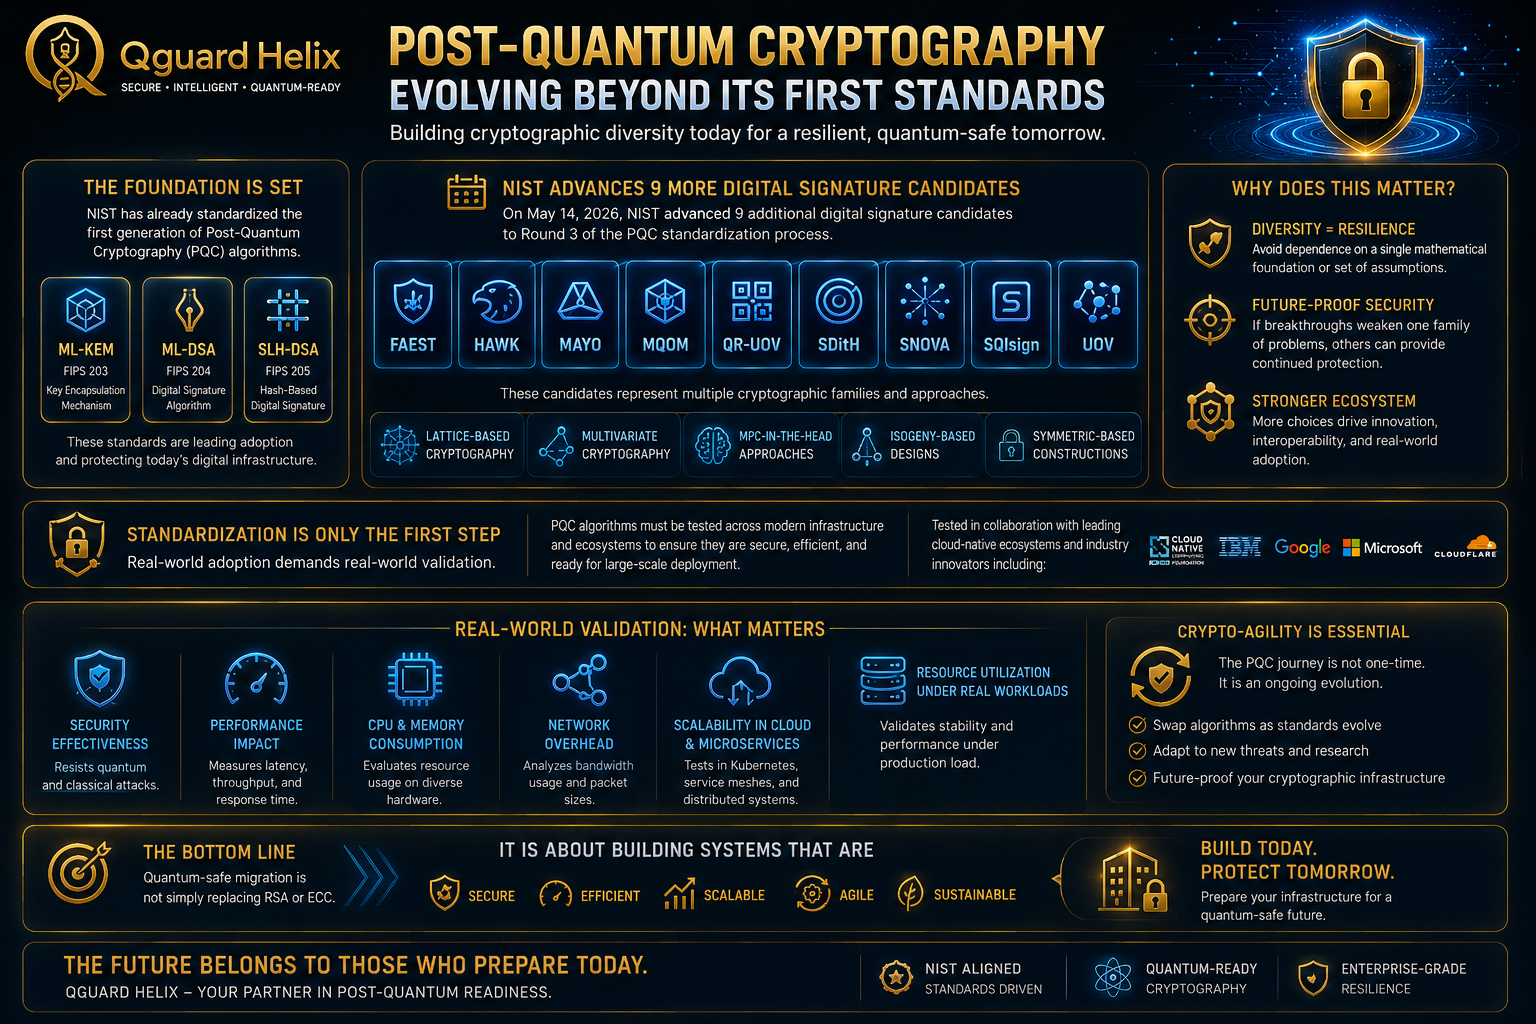 Qguard Helix
SECURE • INTELLIGENT • QUANTUM-READY
POST-QUANTUM CRYPTOGRAPHY
EVOLVING BEYOND ITS FIRST STANDARDS
Building cryptographic diversity today for a resilient, quantum-safe tomorrow.
THE FOUNDATION IS SET
NIST has already standardized the
first generation of Post-Quantum
Cryptography (PQC) algorithms.
ML-KEM
FIPS 203
Key Encapsulation
Mechanism
ML-DSA
FIPS 204
Digital Signature
Algorithm
SLH-DSA
FIPS 205
Hash-Based
Digital Signature
These standards are leading adoption
and protecting today's digital infrastructure.
NIST ADVANCES 9 MORE DIGITAL SIGNATURE CANDIDATES
On May 14, 2026, NIST advanced 9 additional digital signature candidates
to Round 3 of the PQC standardization process.
FAEST
HAWK
MAYO
MQOM
QR-UOV
SDitH
SNOVA
S
SQIsign
UOV
These candidates represent multiple cryptographic families and approaches.
LATTICE-BASED
CRYPTOGRAPHY
MULTIVARIATE
CRYPTOGRAPHY
MPC-IN-THE-HEAD
APPROACHES
ISOGENY-BASED
DESIGNS
SYMMETRIC-BASED
CONSTRUCTIONS
WHY DOES THIS MATTER?
DIVERSITY = RESILIENCE
Avoid dependence on a single mathematical
foundation or set of assumptions.
FUTURE-PROOF SECURITY
If breakthroughs weaken one family
of problems, others can provide
continued protection.
STRONGER ECOSYSTEM
More choices drive innovation,
interoperability, and real-world
adoption.
STANDARDIZATION IS ONLY THE FIRST STEP
Real-world adoption demands real-world validation.
PQC algorithms must be tested across modern infrastructure
and ecosystems to ensure they are secure, efficient, and
ready for large-scale deployment.
Tested in collaboration with leading
cloud-native ecosystems and industry
innovators including:
CLOUD
NATIVE
IBM
Google
Microsoft
CLOUDFLARE
REAL-WORLD VALIDATION: WHAT MATTERS
SECURITY
EFFECTIVENESS
Resists quantum
and classical attacks.
PERFORMANCE
IMPACT
Measures latency,
throughput, and
response time.
CPU & MEMORY
CONSUMPTION
Evaluates resource
usage on diverse
hardware.
NETWORK
OVERHEAD
Analyzes bandwidth
usage and packet
sizes.
SCALABILITY IN CLOUD
& MICROSERVICES
Tests in Kubernetes,
service meshes, and
distributed systems.
RESOURCE UTILIZATION
UNDER REAL WORKLOADS
Validates stability and
performance under
production load.
CRYPTO-AGILITY IS ESSENTIAL
The PQC journey is not one-time.
It is an ongoing evolution.
Swap algorithms as standards evolve
Adapt to new threats and research
Future-proof your cryptographic infrastructure
THE BOTTOM LINE
Quantum-safe migration is
not simply replacing RSA or ECC.
IT IS ABOUT BUILDING SYSTEMS THAT ARE
SECURE
EFFICIENT
SCALABLE
AGILE
SUSTAINABLE
BUILD TODAY.
PROTECT TOMORROW.
Prepare your infrastructure for a
quantum-safe future.
THE FUTURE BELONGS TO THOSE WHO PREPARE TODAY.
QGUARD HELIX – YOUR PARTNER IN POST-QUANTUM READINESS.
NIST ALIGNED
STANDARDS DRIVEN
QUANTUM-READY
CRYPTOGRAPHY
ENTERPRISE-GRADE
RESILIENCE